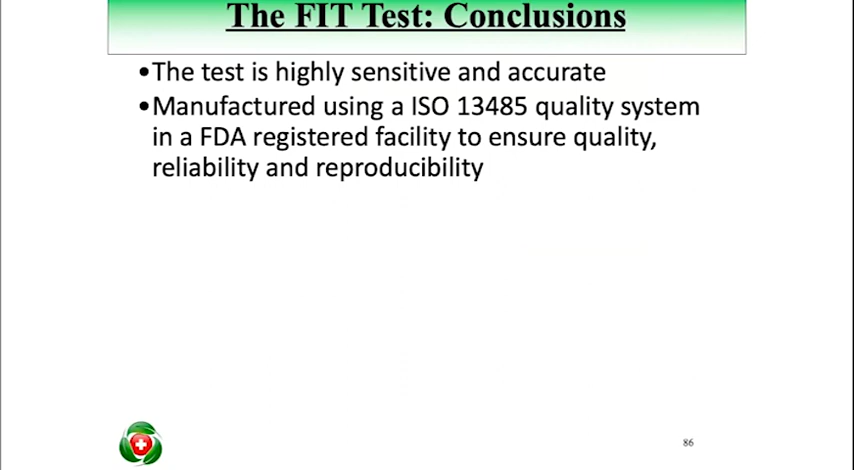 The FIT Test: Conclusions
•The test is highly sensitive and accurate
•Manufactured using a ISO 13485 quality system
in a FDA registered facility to ensure quality,
reliability and reproducibility
86